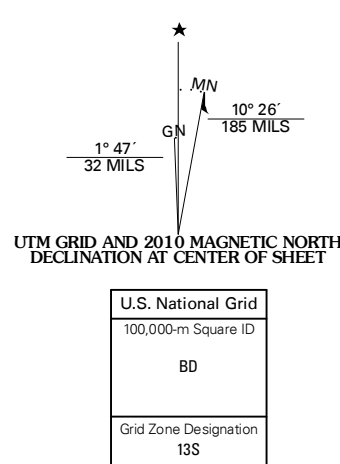 MN
GN
10° 26´
185 MILS
1° 47´
32 MILS
UTM GRID AND 2010 MAGNETIC NORTH
DECLINATION AT CENTER OF SHEET
U.S. National Grid
100,000-m Square ID
BD
Grid Zone Designation
13S